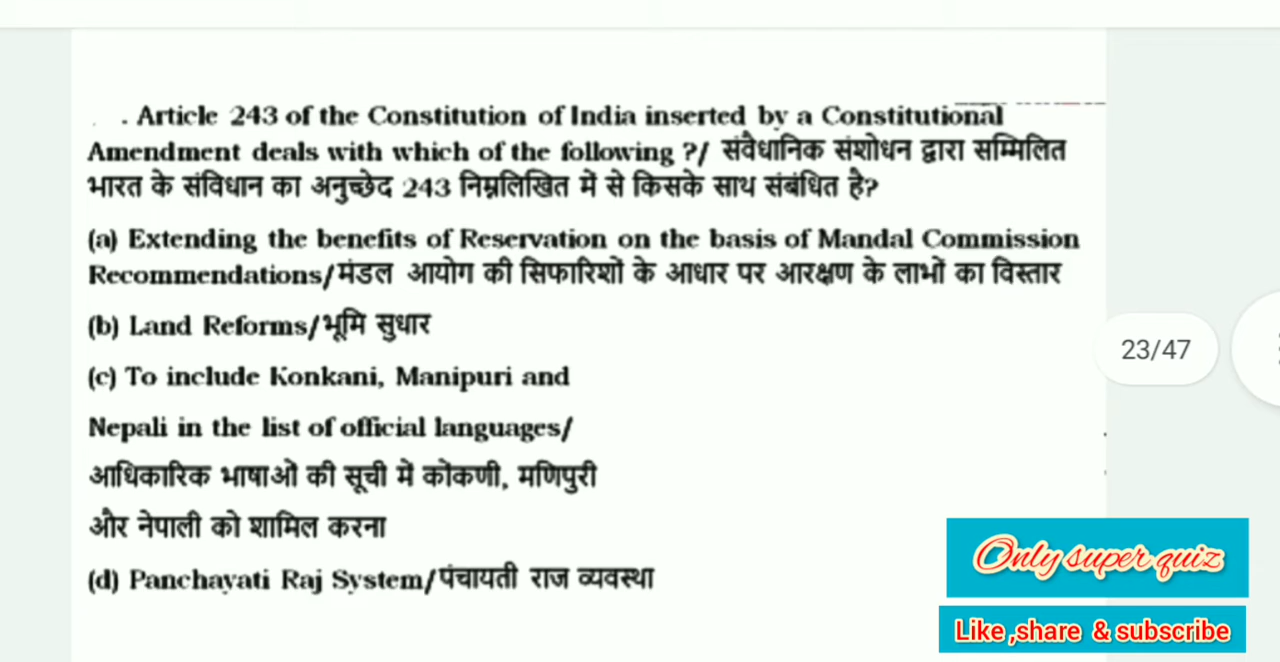 . Article 243 of the Constitution of India inserted by a Constitutional
Amendment deals with which of the following ?/ संवैधानिक संशोधन द्वारा सम्मिलित
भारत के संविधान का अनुच्छेद 243 निम्नलिखित में से किसके साथ संबंधित है?
(a) Extending the benefits of Reservation on the basis of Mandal Commission
Recommendations/मंडल आयोग की सिफारिशों के आधार पर आरक्षण के लाभों का विस्तार
(b) Land Reforms/भूमि सुधार
(c) To include Konkani, Manipuri and
Nepali in the list of official languages/
आधिकारिक भाषाओं की सूची में कोंकणी, मणिपुरी
और नेपाली को शामिल करना
(d) Panchayati Raj System/पंचायती राज व्यवस्था
23/47
Only super quiz
Like ,share & subscribe